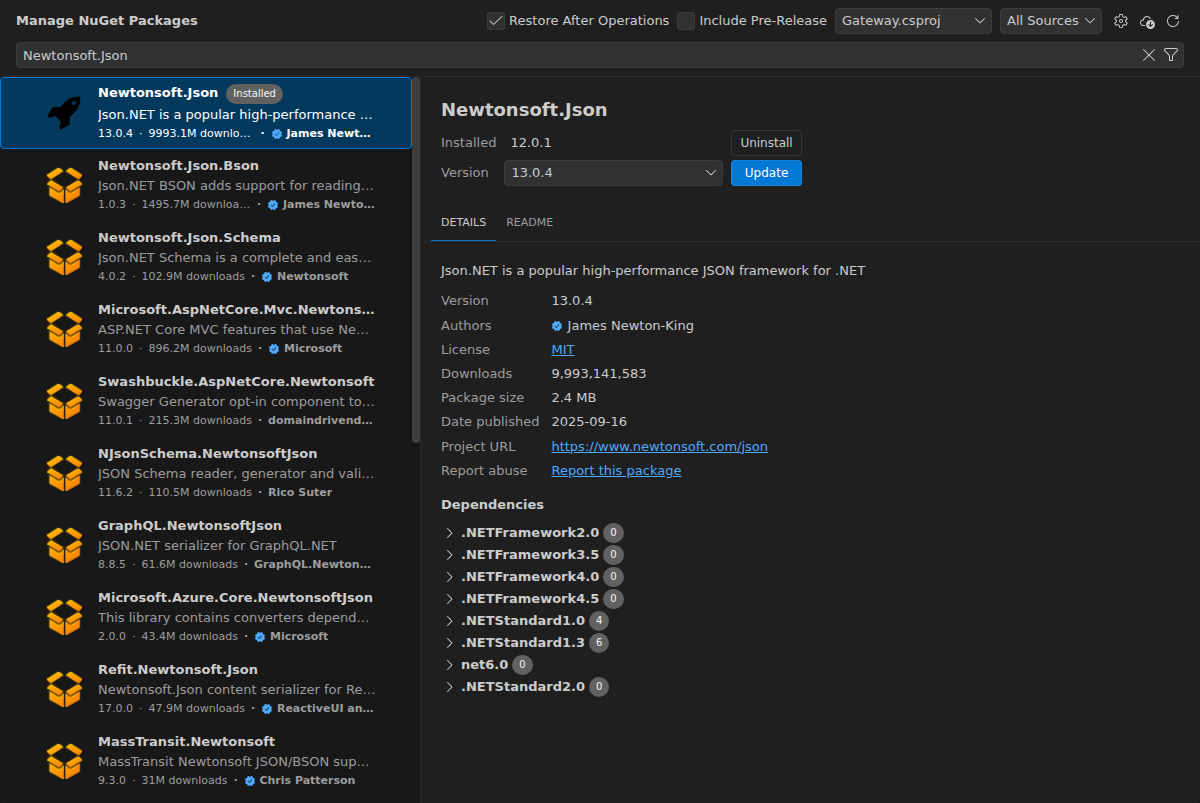 Manage NuGet Packages
Restore After Operations
Include Pre-Release
Gateway.csproj
All Sources
Newtonsoft.Json
Newtonsoft.Json Installed
Json.NET is a popular high-performance …
13.0.4 · 9993.1M downlo… · James Newt…
Newtonsoft.Json.Bson
Json.NET BSON adds support for reading…
1.0.3 · 1495.7M downloa… · James Newto…
Newtonsoft.Json.Schema
Json.NET Schema is a complete and eas…
4.0.2 · 102.9M downloads · Newtonsoft
Microsoft.AspNetCore.Mvc.Newtons…
ASP.NET Core MVC features that use Ne…
11.0.0 · 896.2M downloads · Microsoft
Swashbuckle.AspNetCore.Newtonsoft
Swagger Generator opt-in component to…
11.0.1 · 215.3M downloads · domaindrivend…
NJsonSchema.NewtonsoftJson
JSON Schema reader, generator and vali…
11.6.2 · 110.5M downloads · Rico Suter
GraphQL.NewtonsoftJson
JSON.NET serializer for GraphQL.NET
8.8.5 · 61.6M downloads · GraphQL.Newton…
Microsoft.Azure.Core.NewtonsoftJson
This library contains converters depend…
2.0.0 · 43.4M downloads · Microsoft
Refit.Newtonsoft.Json
Newtonsoft.Json content serializer for Re…
17.0.0 · 47.9M downloads · ReactiveUI an…
MassTransit.Newtonsoft
MassTransit Newtonsoft JSON/BSON sup…
9.3.0 · 31M downloads · Chris Patterson
Newtonsoft.Json
Installed 12.0.1 Uninstall
Version 13.0.4 Update
DETAILS README
Json.NET is a popular high-performance JSON framework for .NET
Version 13.0.4
Authors James Newton-King
License MIT
Downloads 9,993,141,583
Package size 2.4 MB
Date published 2025-09-16
Project URL https://www.newtonsoft.com/json
Report abuse Report this package
Dependencies
.NETFramework2.0 0
.NETFramework3.5 0
.NETFramework4.0 0
.NETFramework4.5 0
.NETStandard1.0 4
.NETStandard1.3 6
net6.0 0
.NETStandard2.0 0